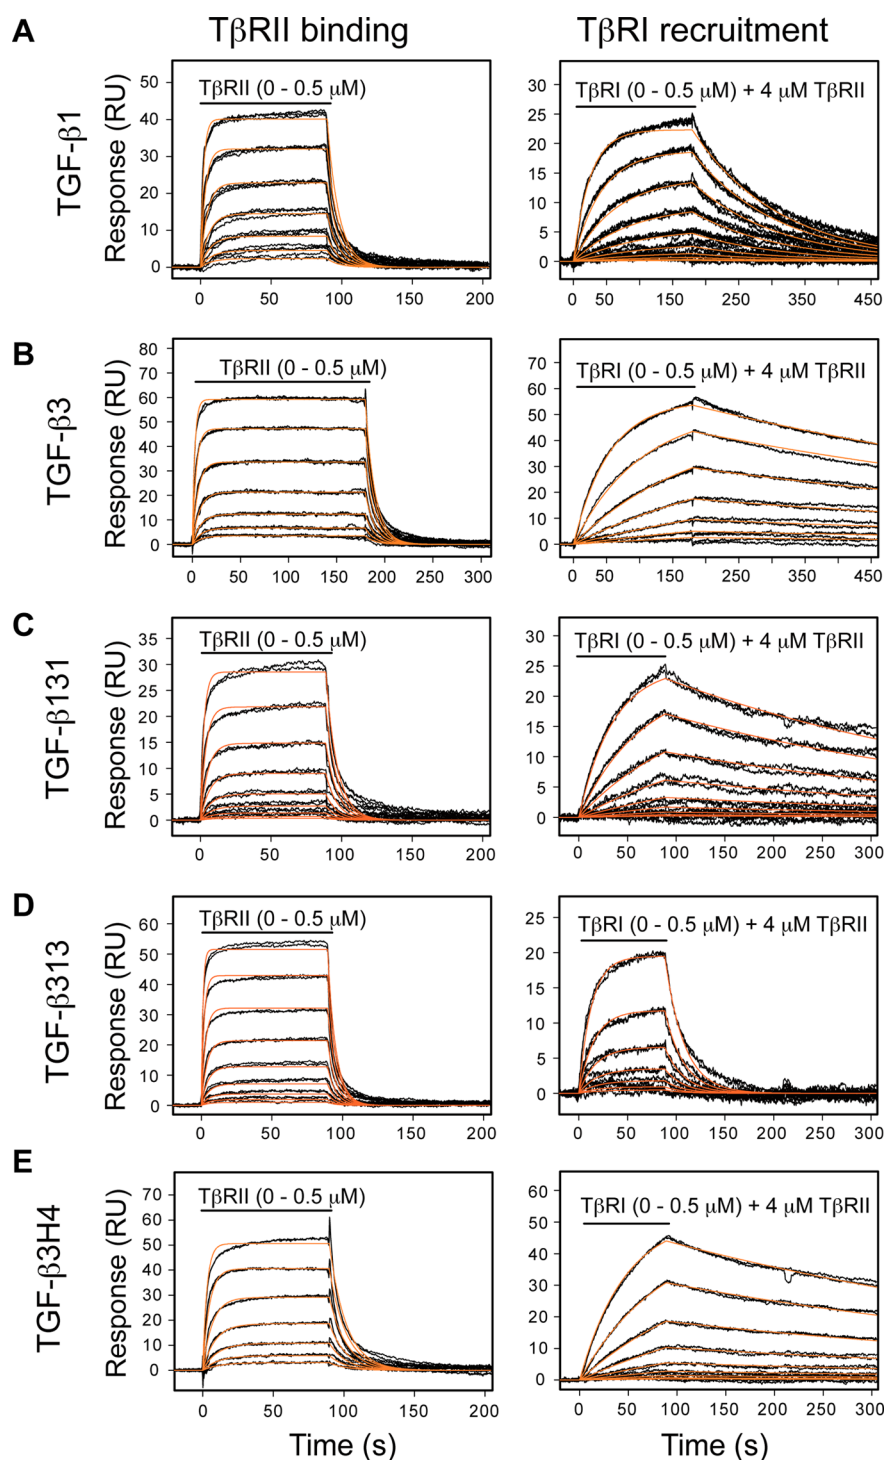 TβRII binding
TβRI recruitment
A
TGF-β1
Response (RU)
TβRII (0 - 0.5 μM)
50
40
30
20
10
0
0 50 100 150 200
TβRI (0 - 0.5 μM) + 4 μM TβRII
30
25
20
15
10
5
0
0 50 150 250 350 450
B
TGF-β3
Response (RU)
TβRII (0 - 0.5 μM)
80
70
60
50
40
30
20
10
0
0 50 100 150 200 250 300
TβRI (0 - 0.5 μM) + 4 μM TβRII
70
60
50
40
30
20
10
0
0 50 150 250 350 450
C
TGF-β131
Response (RU)
TβRII (0 - 0.5 μM)
35
30
25
20
15
10
5
0
0 50 100 150 200
TβRI (0 - 0.5 μM) + 4 μM TβRII
30
25
20
15
10
5
0
0 50 100 150 200 250 300
D
TGF-β313
Response (RU)
TβRII (0 - 0.5 μM)
60
50
40
30
20
10
0
0 50 100 150 200
TβRI (0 - 0.5 μM) + 4 μM TβRII
25
20
15
10
5
0
0 50 100 150 200 250 300
E
TGF-β3H4
Response (RU)
TβRII (0 - 0.5 μM)
70
60
50
40
30
20
10
0
0 50 100 150 200
TβRI (0 - 0.5 μM) + 4 μM TβRII
60
50
40
30
20
10
0
0 50 100 150 200 250 300
Time (s)
Time (s)